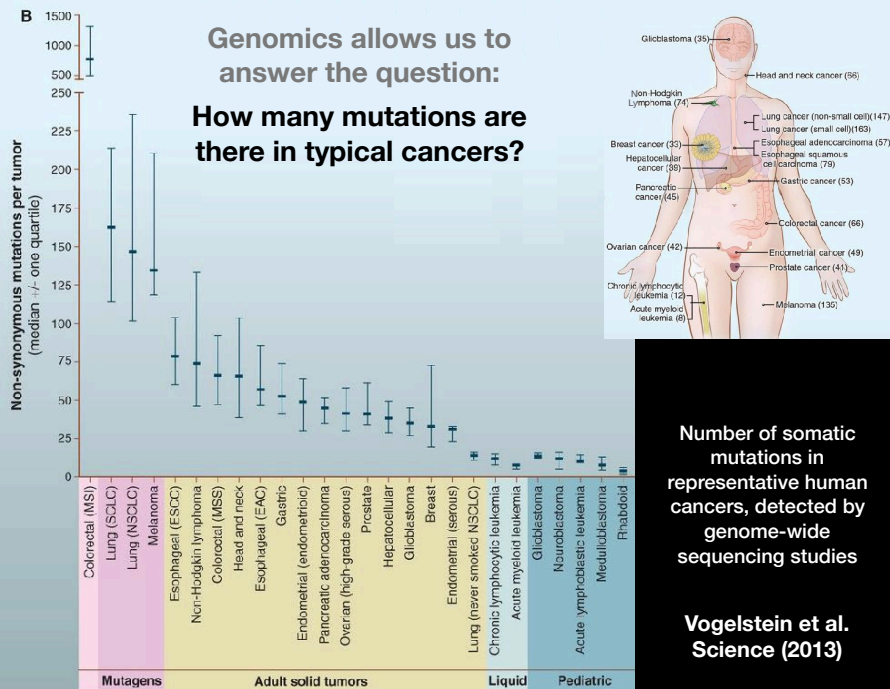 B
1500
1000
500
250
225
200
175
150
125
100
75
50
25
0
Non-synonymous mutations per tumor
(median +/- one quartile)
Genomics allows us to
answer the question:
How many mutations are
there in typical cancers?
Colorectal (MSI)
Lung (SCLC)
Lung (NSCLC)
Melanoma
Esophageal (ESCC)
Non-Hodgkin lymphoma
Colorectal (MSS)
Head and neck
Esophageal (EAC)
Gastric
Endometrial (endometrioid)
Pancreatic adenocarcinoma
Ovarian (high-grade serous)
Prostate
Hepatocellular
Glioblastoma
Breast
Endometrial (serous)
Lung (never smoked NSCLC)
Chronic lymphocytic leukemia
Acute myeloid leukemia
Glioblastoma
Neuroblastoma
Acute lymphoblastic leukemia
Medulloblastoma
Rhabdoid
Mutagens
Adult solid tumors
Liquid
Pediatric
Glioblastoma (35)
Head and neck cancer (66)
Non-Hodgkin
Lymphoma (74)
Lung cancer (non-small cell)(147)
Lung cancer (small cell)(163)
Esophageal adenocarcinoma (57)
Esophageal squamous
cell carcinoma (79)
Breast cancer (33)
Hepatocellular
cancer (39)
Gastric cancer (53)
Pancreatic
cancer (45)
Colorectal cancer (66)
Ovarian cancer (42)
Endometrial cancer (49)
Prostate cancer (41)
Chronic lymphocytic
leukemia (12)
Acute myeloid
leukemia (8)
Melanoma (135)
Number of somatic
mutations in
representative human
cancers, detected by
genome-wide
sequencing studies
Vogelstein et al.
Science (2013)